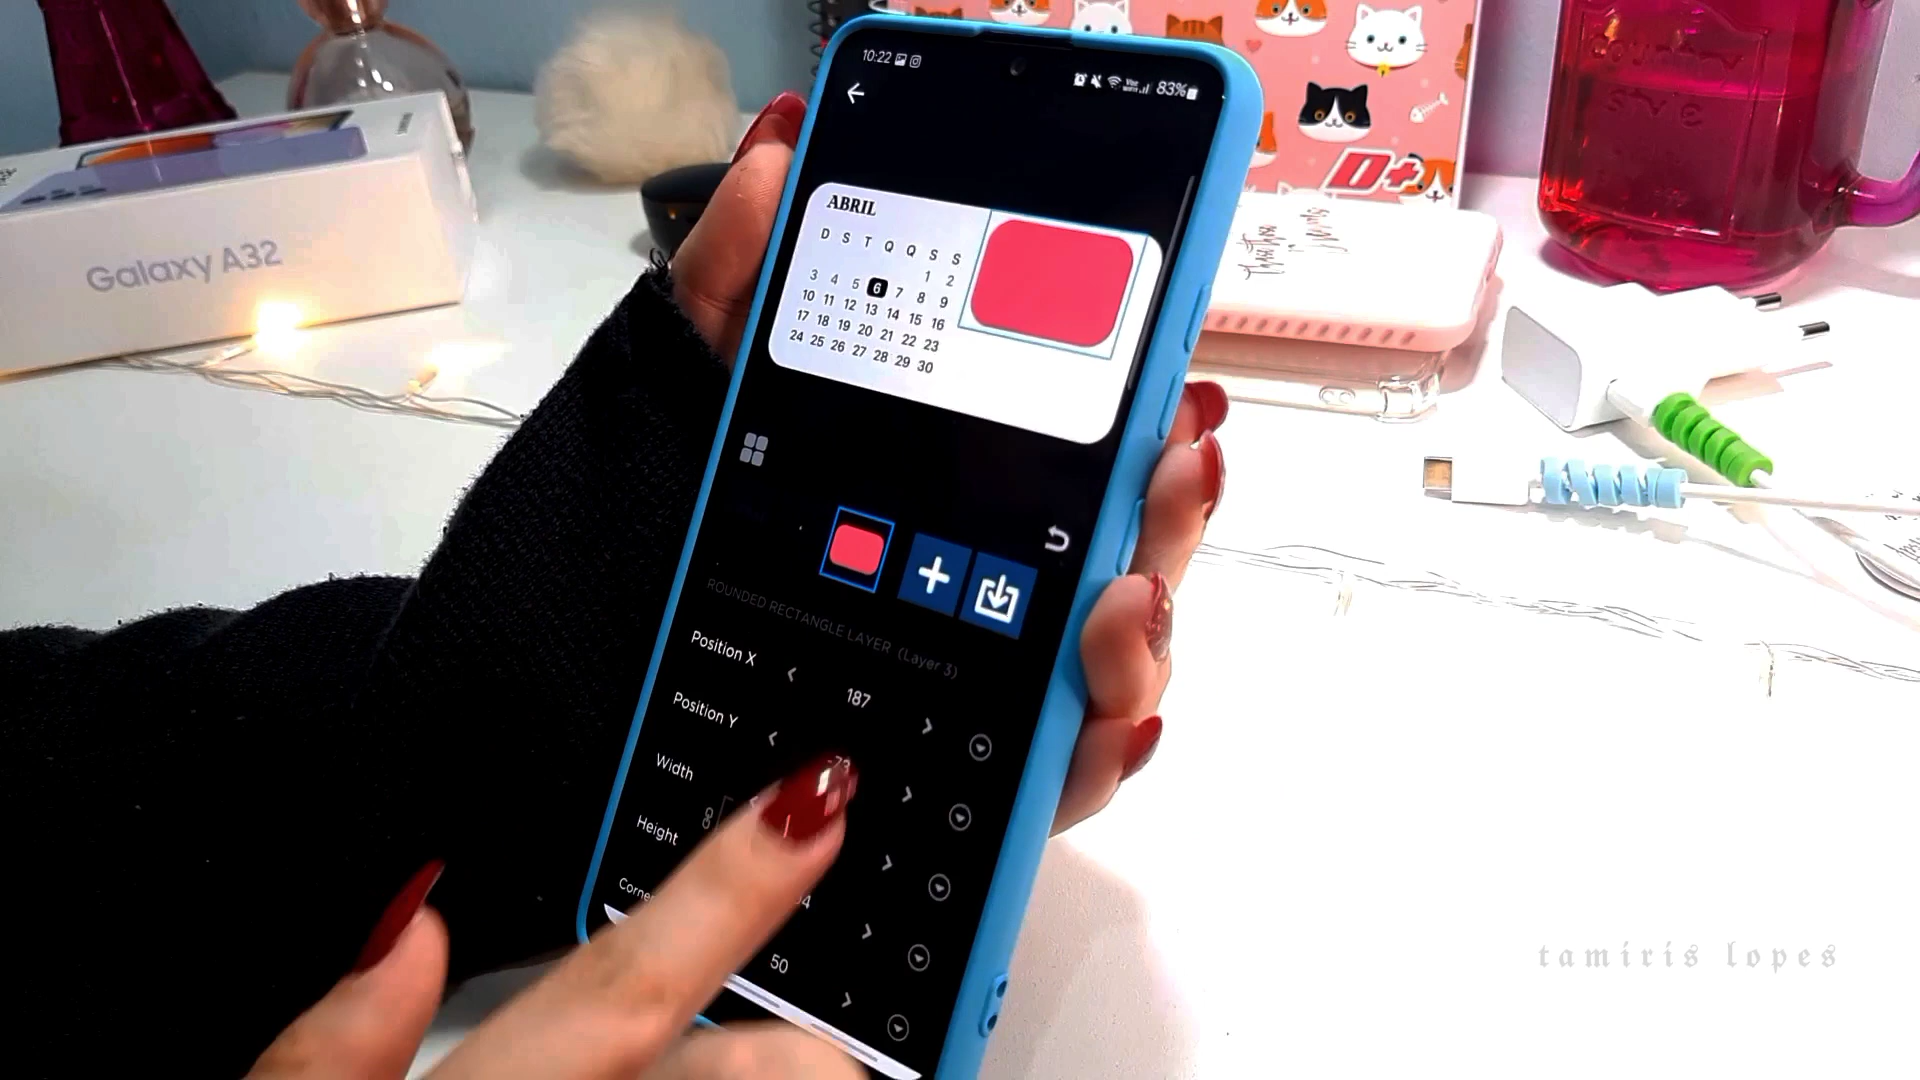 10:22
83%
ABRIL
D S T Q Q S S
1 2
3 4 5 6 7 8 9
10 11 12 13 14 15 16
17 18 19 20 21 22 23
24 25 26 27 28 29 30
ROUNDED RECTANGLE LAYER (Layer 3)
Position X
187
Position Y
-73
Width
Height
50
Galaxy A32
D+
tamiris lopes